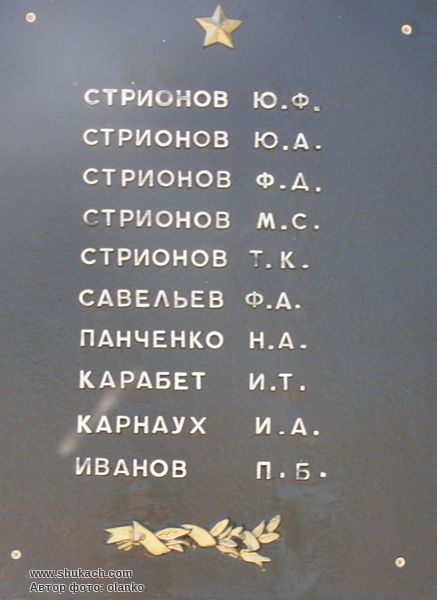 СТРИОНОВ Ю.Ф.
СТРИОНОВ Ю.А.
СТРИОНОВ Ф.Д.
СТРИОНОВ М.С.
СТРИОНОВ Т.К.
САВЕЛЬЕВ Ф.А.
ПАНЧЕНКО Н.А.
КАРАБЕТ И.Т.
КАРНАУХ И.А.
ИВАНОВ П.Б.
www.shukach.com
Автор фото: olanko